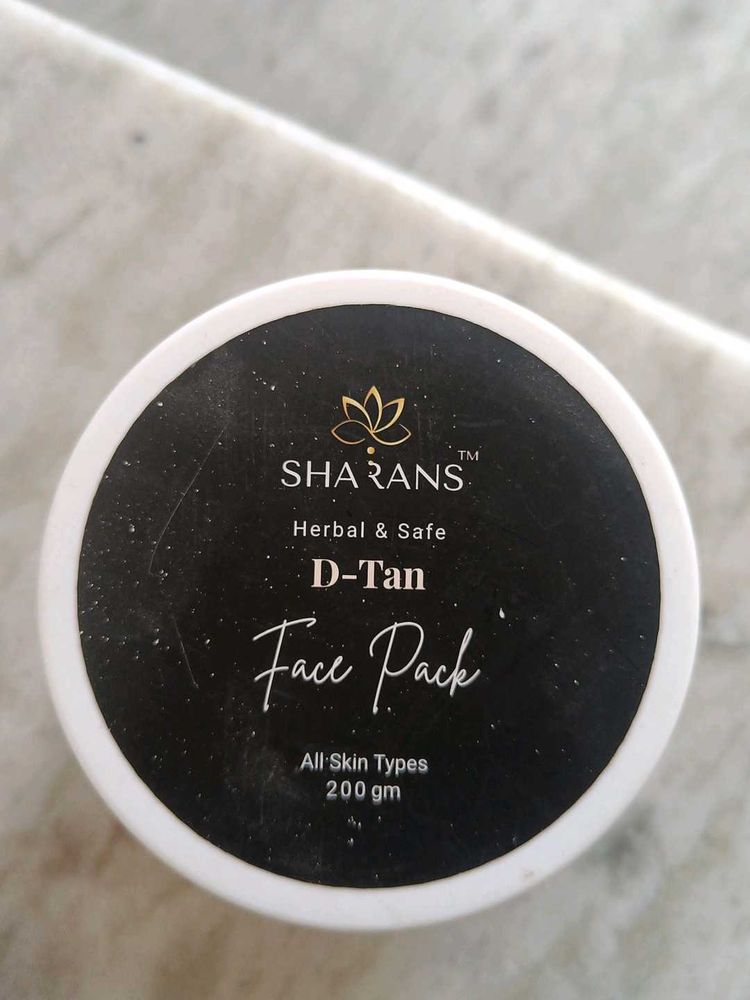 SHARANS™
Herbal & Safe
D-Tan
Face Pack
All Skin Types
200 gm